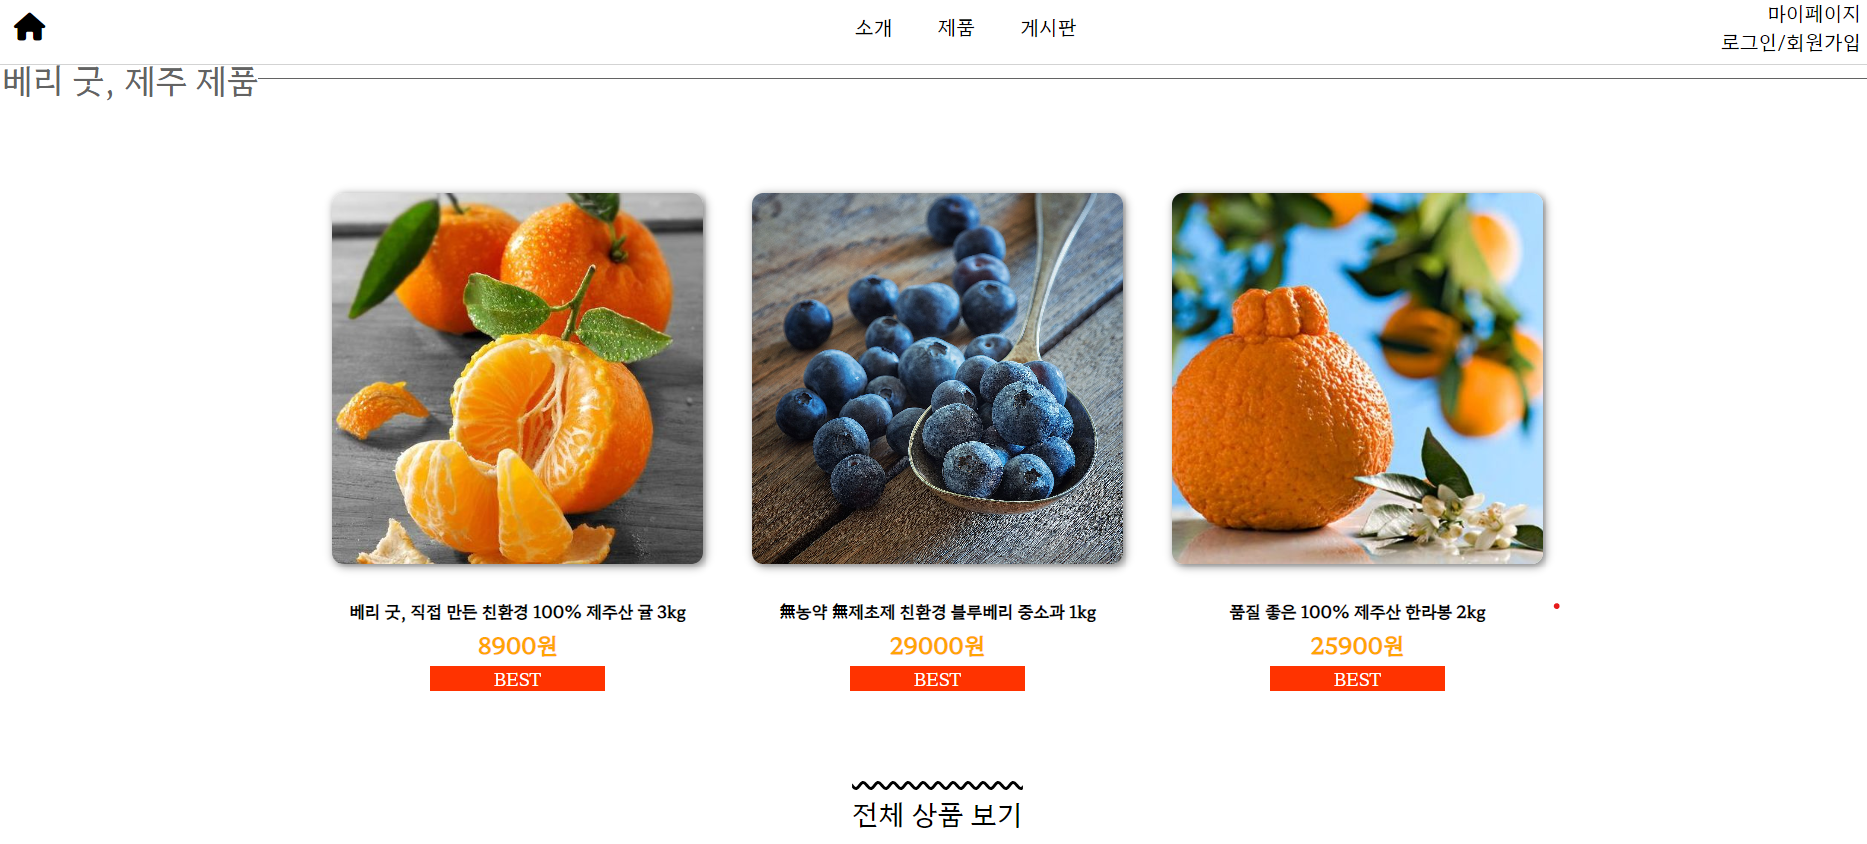 소개 제품 게시판
마이페이지
로그인/회원가입
베리 굿, 제주 제품
베리 굿, 직접 만든 친환경 100% 제주산 귤 3kg
8900원
BEST
無농약 無제초제 친환경 블루베리 중소과 1kg
29000원
BEST
품질 좋은 100% 제주산 한라봉 2kg
25900원
BEST
전체 상품 보기